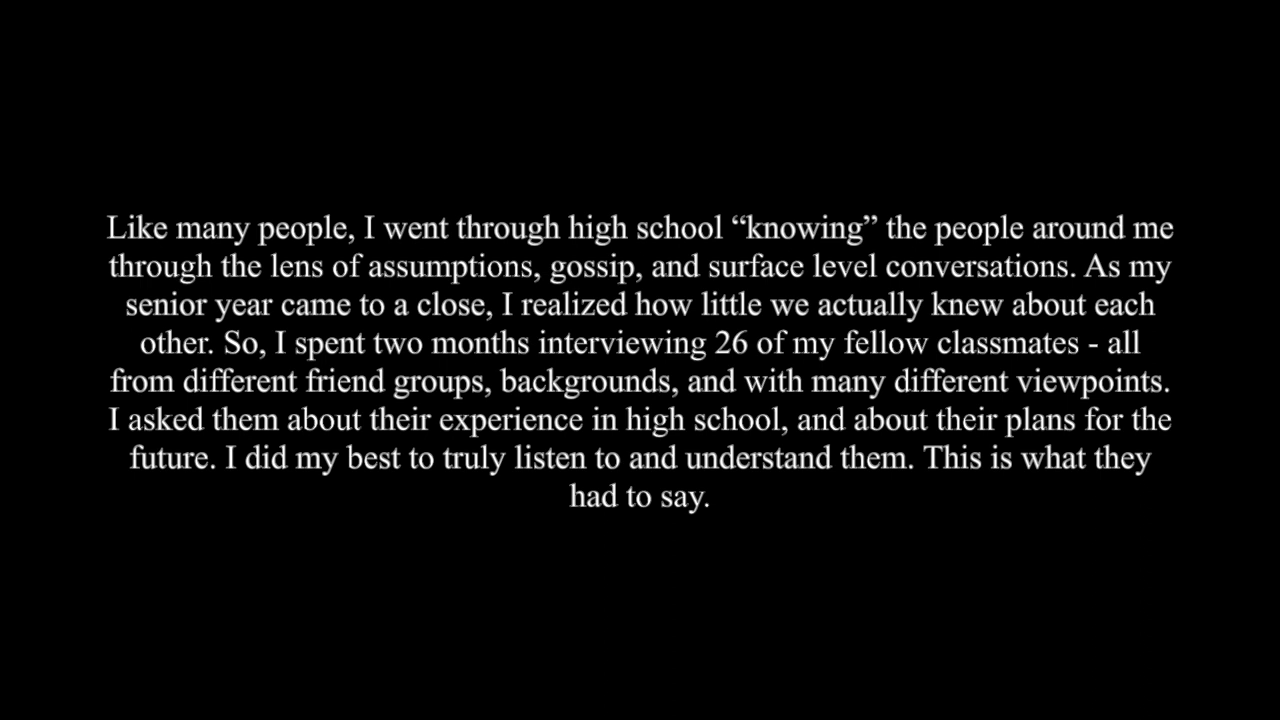 Like many people, I went through high school “knowing” the people around me
through the lens of assumptions, gossip, and surface level conversations. As my
senior year came to a close, I realized how little we actually knew about each
other. So, I spent two months interviewing 26 of my fellow classmates - all
from different friend groups, backgrounds, and with many different viewpoints.
I asked them about their experience in high school, and about their plans for the
future. I did my best to truly listen to and understand them. This is what they
had to say.